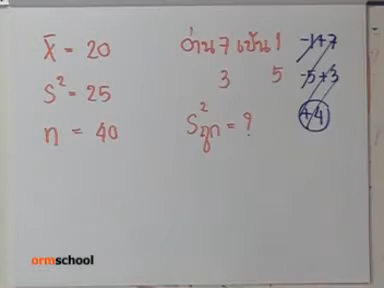 x̄ = 20
s² = 25
n = 40
อ่าน 7 เป็น 1
3 5
s²ถูก = ?
-1+7
-5+3
+4
ormschool